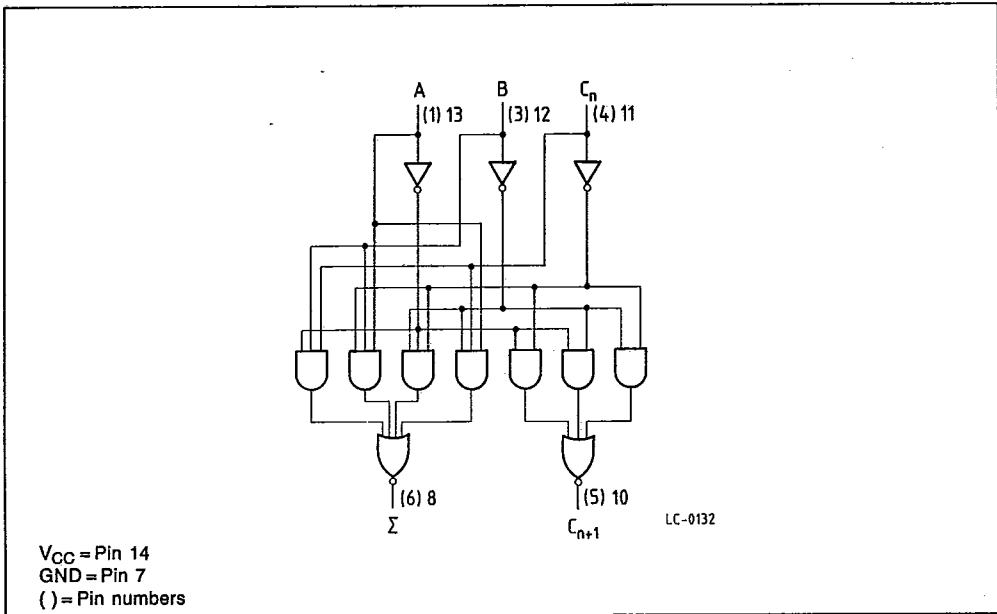 A B Cn
(1) 13 (3) 12 (4) 11
(6) 8 (5) 10
Σ Cn+1
LC-0132
VCC = Pin 14
GND = Pin 7
( ) = Pin numbers